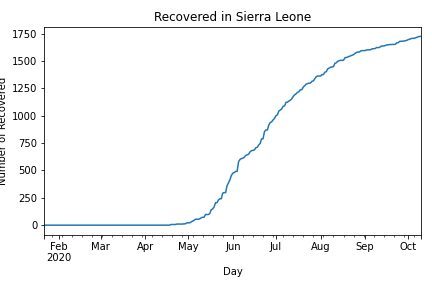 Recovered in Sierra Leone
Number of Recovered
1750
1500
1250
1000
750
500
250
0
Feb Mar Apr May Jun Jul Aug Sep Oct
2020
Day